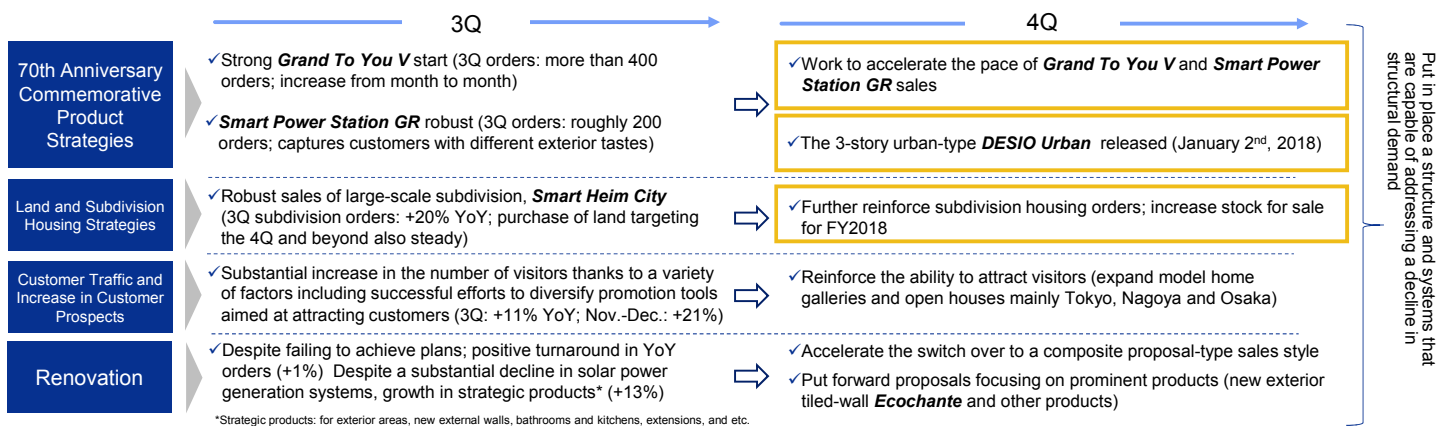 3Q
4Q
70th Anniversary
Commemorative
Product
Strategies
✓Strong Grand To You V start (3Q orders: more than 400
orders; increase from month to month)
✓Smart Power Station GR robust (3Q orders: roughly 200
orders; captures customers with different exterior tastes)
✓Work to accelerate the pace of Grand To You V and Smart Power
Station GR sales
✓The 3-story urban-type DESIO Urban released (January 2nd, 2018)
Land and Subdivision
Housing Strategies
✓Robust sales of large-scale subdivision, Smart Heim City
(3Q subdivision orders: +20% YoY; purchase of land targeting
the 4Q and beyond also steady)
✓Further reinforce subdivision housing orders; increase stock for sale
for FY2018
Customer Traffic and
Increase in Customer
Prospects
✓Substantial increase in the number of visitors thanks to a variety
of factors including successful efforts to diversify promotion tools
aimed at attracting customers (3Q: +11% YoY; Nov.-Dec.: +21%)
✓Reinforce the ability to attract visitors (expand model home
galleries and open houses mainly Tokyo, Nagoya and Osaka)
Renovation
✓Despite failing to achieve plans; positive turnaround in YoY
orders (+1%) Despite a substantial decline in solar power
generation systems, growth in strategic products* (+13%)
✓Accelerate the switch over to a composite proposal-type sales style
✓Put forward proposals focusing on prominent products (new exterior
tiled-wall Ecochante and other products)
*Strategic products: for exterior areas, new external walls, bathrooms and kitchens, extensions, and etc.
Put in place a structure and systems that
are capable of addressing a decline in
structural demand